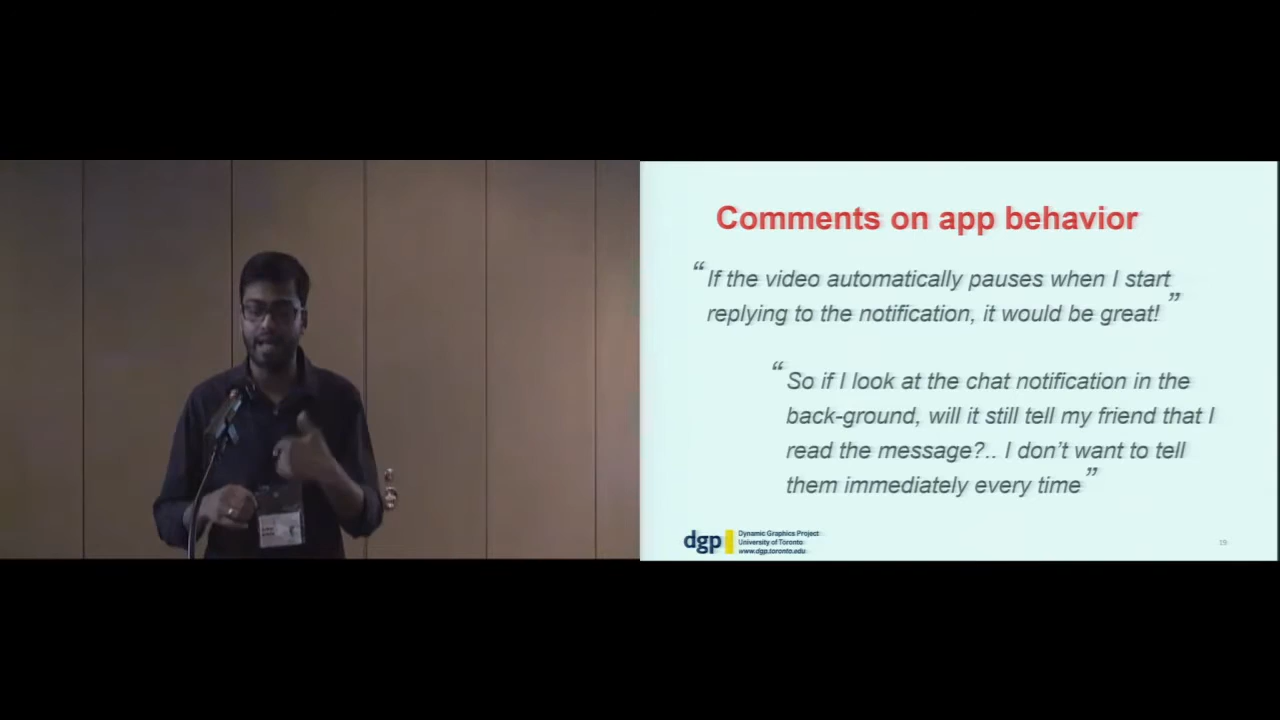 Comments on app behavior
“If the video automatically pauses when I start
replying to the notification, it would be great!”
“So if I look at the chat notification in the
back-ground, will it still tell my friend that I
read the message?.. I don’t want to tell
them immediately every time”
dgp
Dynamic Graphics Project
University of Toronto
www.dgp.toronto.edu
19